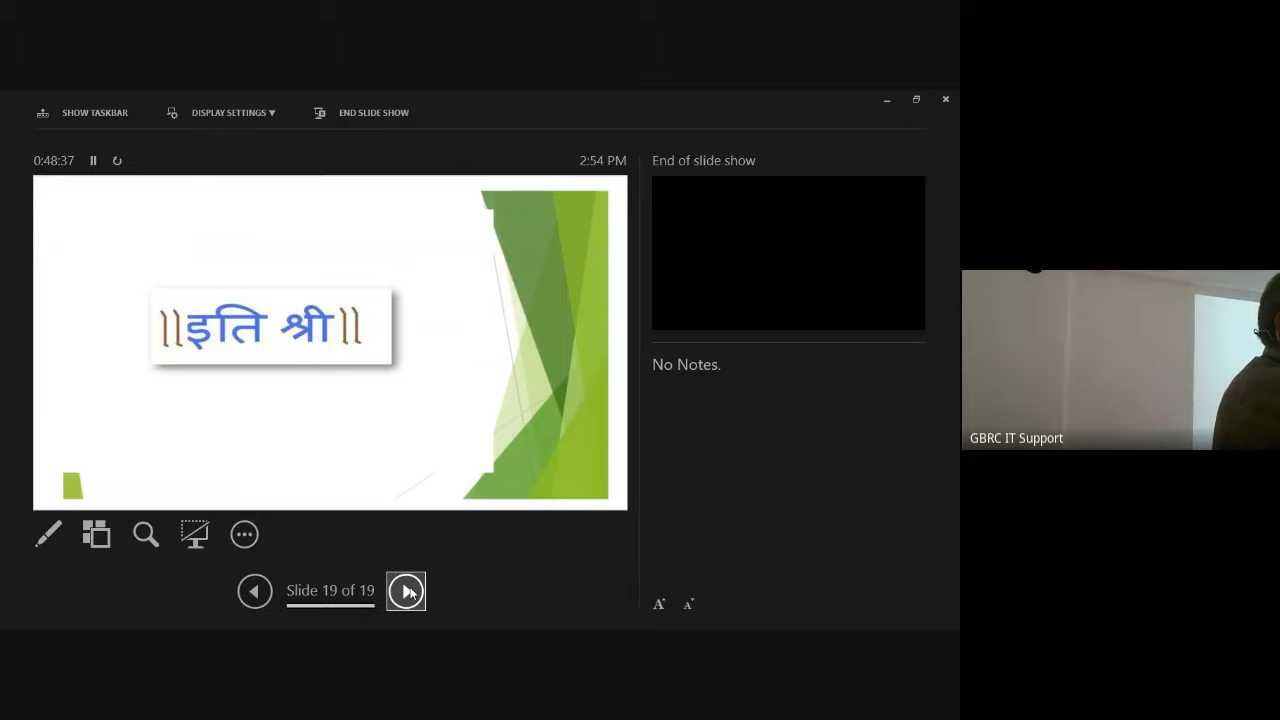 SHOW TASKBAR
DISPLAY SETTINGS ▼
END SLIDE SHOW
0:48:37
2:54 PM
End of slide show
॥इति श्री॥
No Notes.
GBRC IT Support
Slide 19 of 19
A A